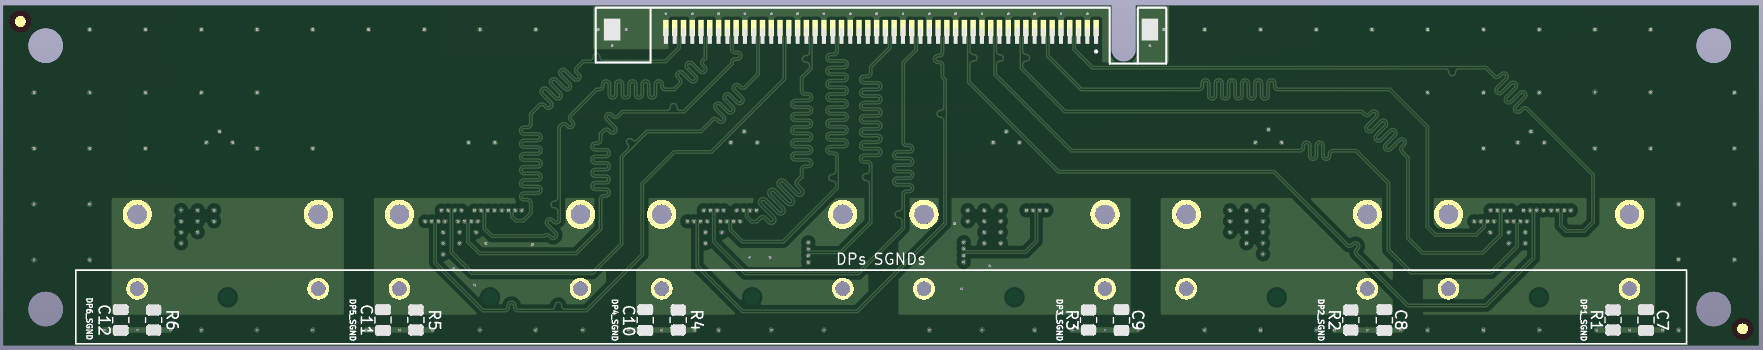 DPs SGNDs
DP6_SGND
C12
R6
DP5_SGND
C11
R5
DP4_SGND
C10
R4
DP3_SGND
R3
C9
DP2_SGND
R2
C8
DP1_SGND
R1
C7